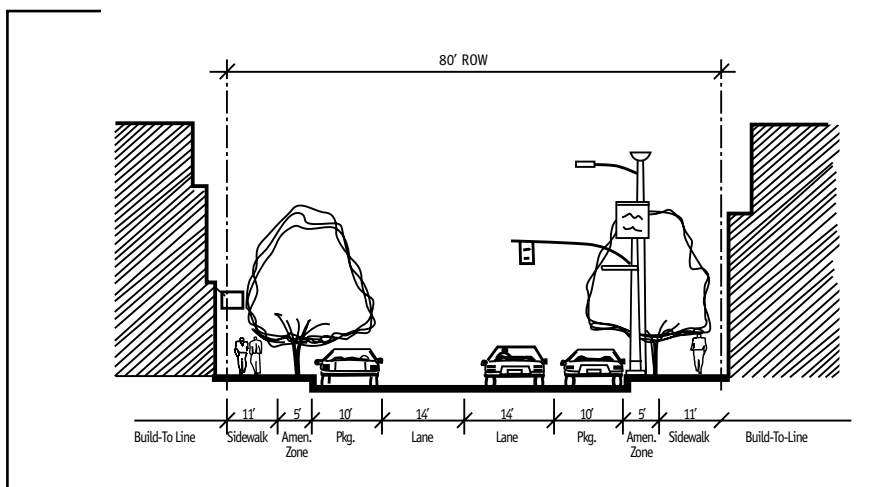 80' ROW
11' 5' 10' 14' 14' 10' 5' 11'
Build-To Line Sidewalk Amen. Pkg. Lane Lane Pkg. Amen. Sidewalk Build-To-Line
Zone Zone